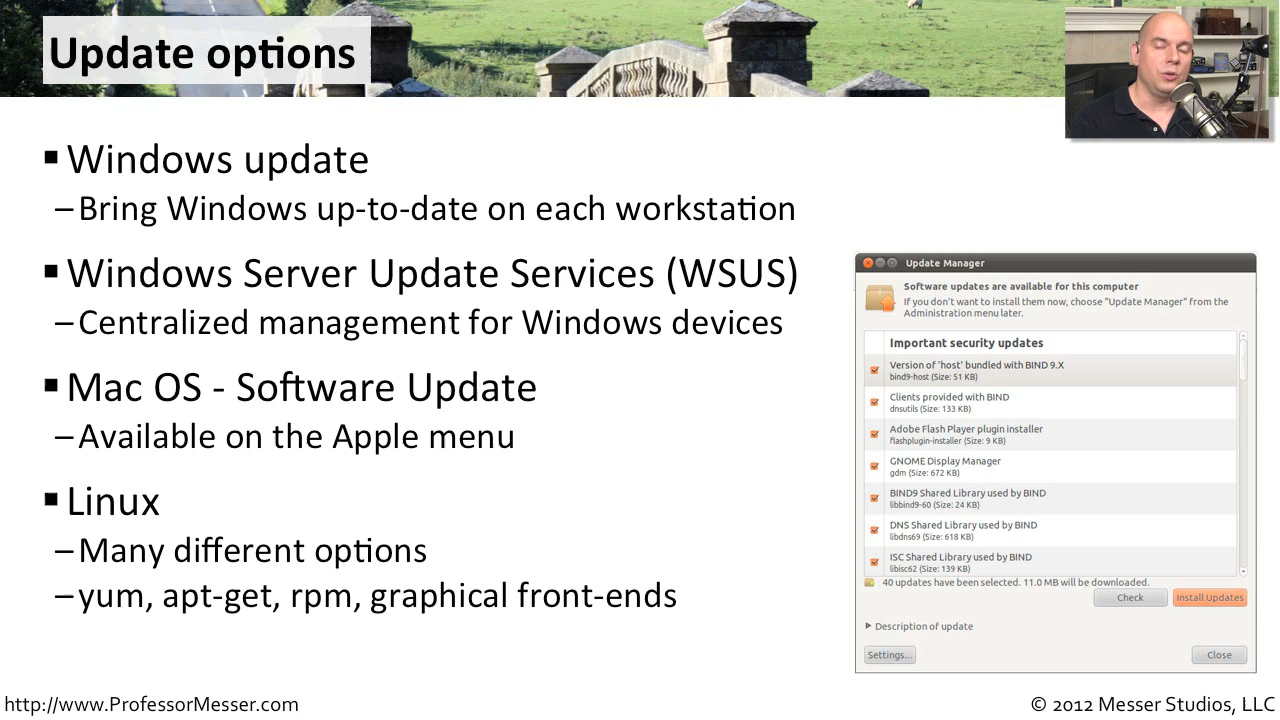 Update options
▪ Windows update
– Bring Windows up-to-date on each workstation
▪ Windows Server Update Services (WSUS)
– Centralized management for Windows devices
▪ Mac OS - Software Update
– Available on the Apple menu
▪ Linux
– Many different options
– yum, apt-get, rpm, graphical front-ends
Update Manager
Software updates are available for this computer
If you don't want to install them now, choose "Update Manager" from the
Administration menu later.
Important security updates
Version of 'host' bundled with BIND 9.X
bind9-host (Size: 51 KB)
Clients provided with BIND
dnsutils (Size: 133 KB)
Adobe Flash Player plugin installer
flashplugin-installer (Size: 9 KB)
GNOME Display Manager
gdm (Size: 672 KB)
BIND9 Shared Library used by BIND
libbind9-60 (Size: 24 KB)
DNS Shared Library used by BIND
libdns69 (Size: 618 KB)
ISC Shared Library used by BIND
libisc62 (Size: 139 KB)
40 updates have been selected. 11.0 MB will be downloaded.
Check
Install Updates
Description of update
Settings...
Close
http://www.ProfessorMesser.com
© 2012 Messer Studios, LLC